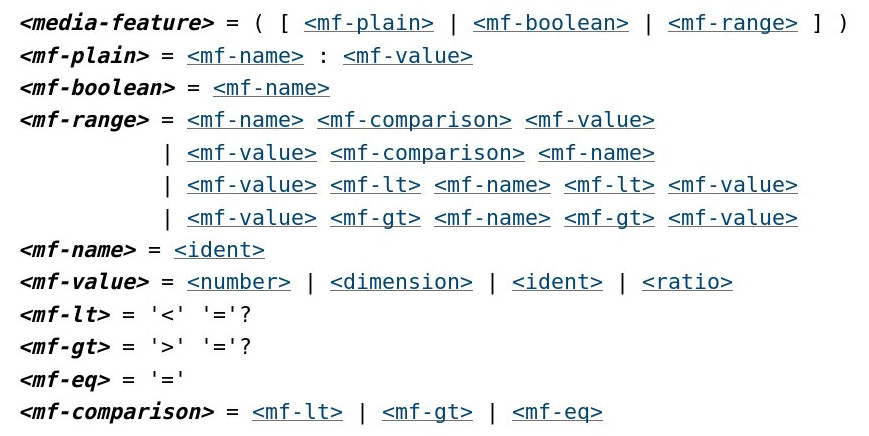 <media-feature> = ( [ <mf-plain> | <mf-boolean> | <mf-range> ] )
<mf-plain> = <mf-name> : <mf-value>
<mf-boolean> = <mf-name>
<mf-range> = <mf-name> <mf-comparison> <mf-value>
| <mf-value> <mf-comparison> <mf-name>
| <mf-value> <mf-lt> <mf-name> <mf-lt> <mf-value>
| <mf-value> <mf-gt> <mf-name> <mf-gt> <mf-value>
<mf-name> = <ident>
<mf-value> = <number> | <dimension> | <ident> | <ratio>
<mf-lt> = '<' '='?
<mf-gt> = '>' '='?
<mf-eq> = '='
<mf-comparison> = <mf-lt> | <mf-gt> | <mf-eq>